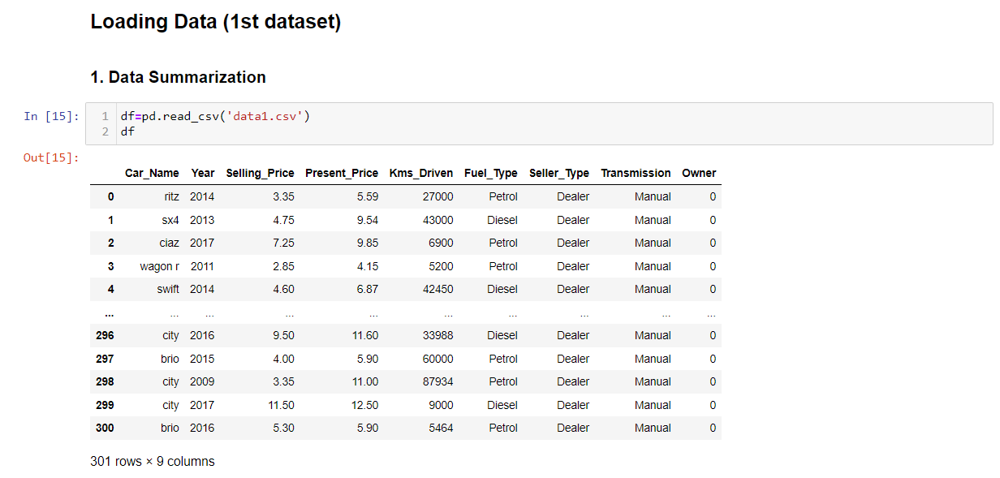 Loading Data (1st dataset)
1. Data Summarization
In [15]: 1 df=pd.read_csv('data1.csv')
2 df
Out[15]:
Car_Name Year Selling_Price Present_Price Kms_Driven Fuel_Type Seller_Type Transmission Owner
0 ritz 2014 3.35 5.59 27000 Petrol Dealer Manual 0
1 sx4 2013 4.75 9.54 43000 Diesel Dealer Manual 0
2 ciaz 2017 7.25 9.85 6900 Petrol Dealer Manual 0
3 wagon r 2011 2.85 4.15 5200 Petrol Dealer Manual 0
4 swift 2014 4.60 6.87 42450 Diesel Dealer Manual 0
... ... ... ... ... ... ... ... ... ...
296 city 2016 9.50 11.60 33988 Diesel Dealer Manual 0
297 brio 2015 4.00 5.90 60000 Petrol Dealer Manual 0
298 city 2009 3.35 11.00 87934 Petrol Dealer Manual 0
299 city 2017 11.50 12.50 9000 Diesel Dealer Manual 0
300 brio 2016 5.30 5.90 5464 Petrol Dealer Manual 0
301 rows × 9 columns